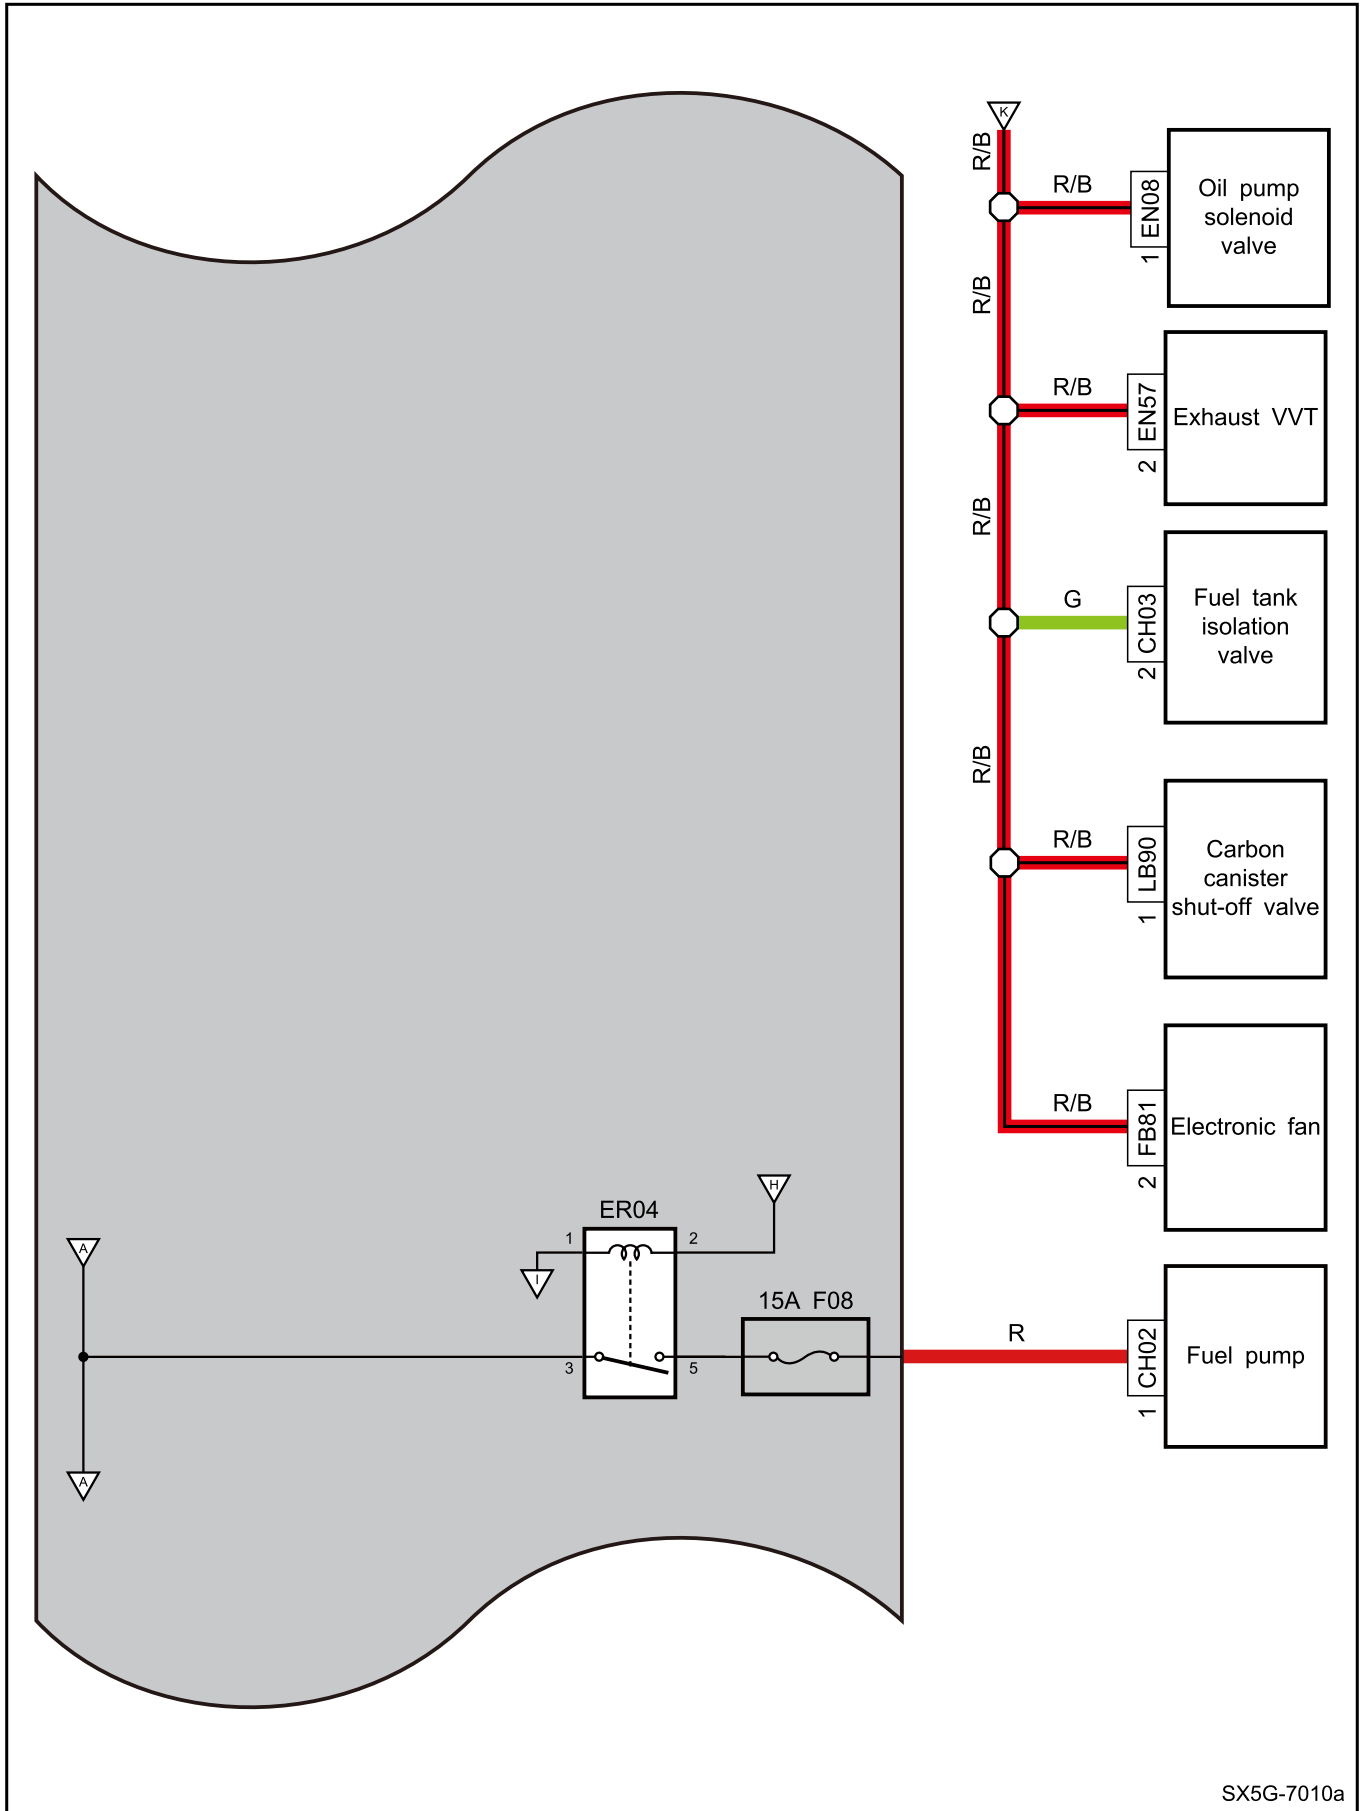 K
R/B
R/B
EN08
1
Oil pump
solenoid
valve
R/B
R/B
EN57
2
Exhaust VVT
R/B
G
CH03
2
Fuel tank
isolation
valve
R/B
R/B
LB90
1
Carbon
canister
shut-off valve
R/B
FB81
2
Electronic fan
H
ER04
1
2
A
I
15A F08
3
5
R
CH02
1
Fuel pump
A
SX5G-7010a